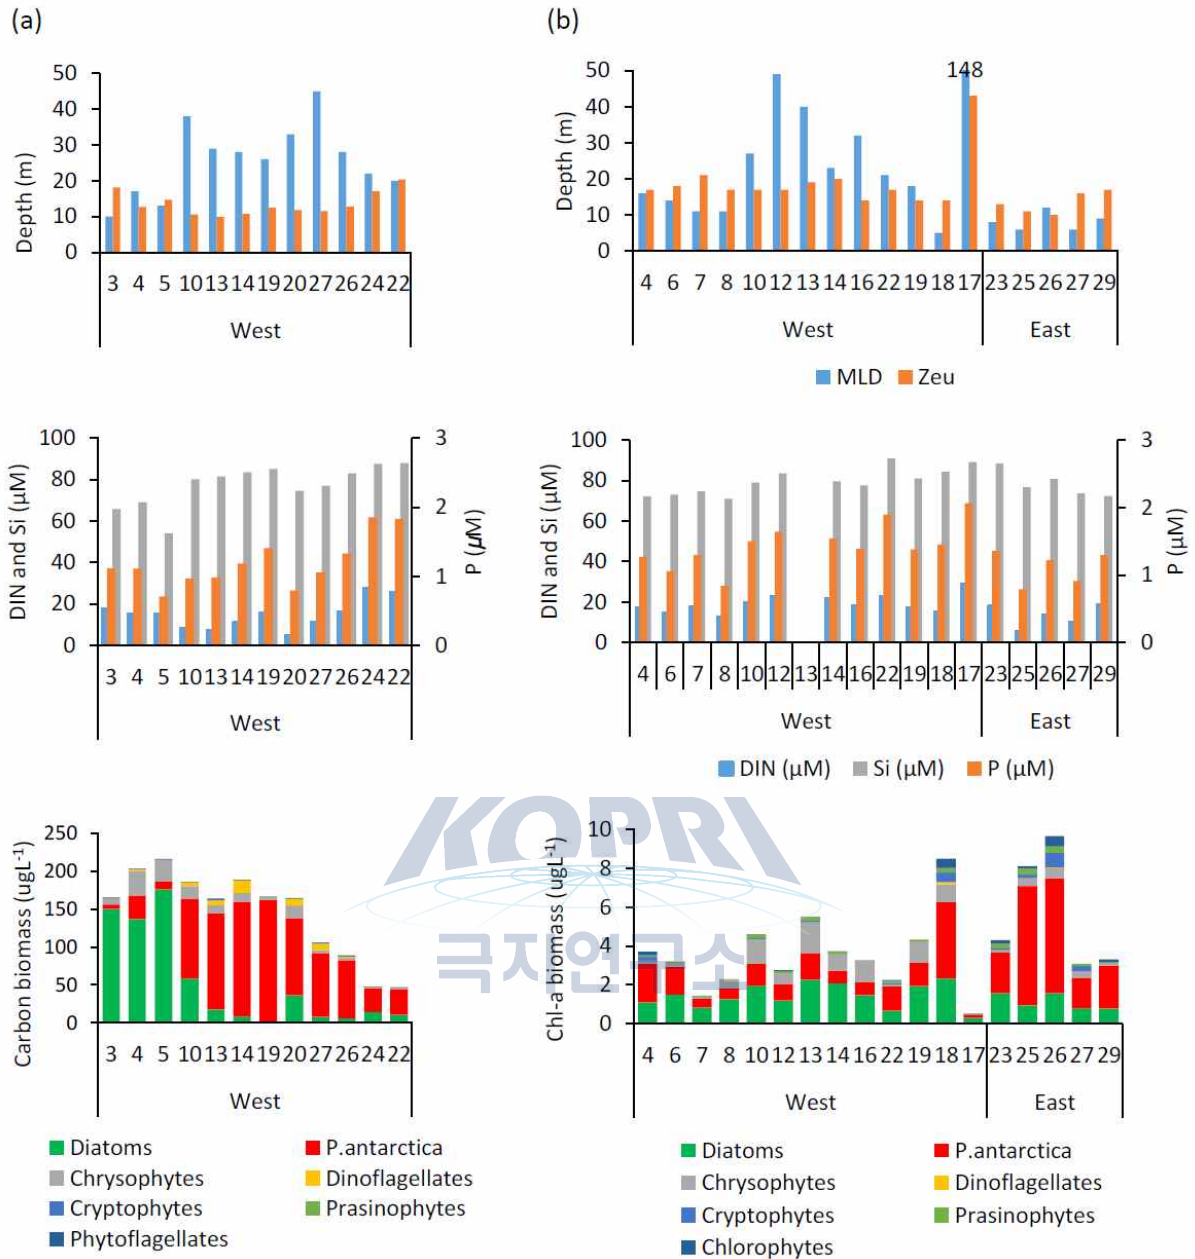 (a)
(b)
50
40
30
20
10
0
Depth (m)
3 4 5 10 13 14 19 20 27 26 24 22
West
50
40
30
20
10
0
Depth (m)
148
4 6 7 8 10 12 13 14 16 22 19 18 17 23 25 26 27 29
West East
MLD Zeu
100
80
60
40
20
0
DIN and Si (µM)
3
2
1
0
P (µM)
3 4 5 10 13 14 19 20 27 26 24 22
West
100
80
60
40
20
0
DIN and Si (µM)
3
2
1
0
P (µM)
4 6 7 8 10 12 13 14 16 22 19 18 17 23 25 26 27 29
West East
DIN (µM) Si (µM) P (µM)
KOPRI
극지연구소
250
200
150
100
50
0
Carbon biomass (ugL-1)
3 4 5 10 13 14 19 20 27 26 24 22
West
Diatoms P.antarctica
Chrysophytes Dinoflagellates
Cryptophytes Prasinophytes
Phytoflagellates
10
8
6
4
2
0
Chl-a biomass (ugL-1)
4 6 7 8 10 12 13 14 16 22 19 18 17 23 25 26 27 29
West East
Diatoms P.antarctica
Chrysophytes Dinoflagellates
Cryptophytes Prasinophytes
Chlorophytes